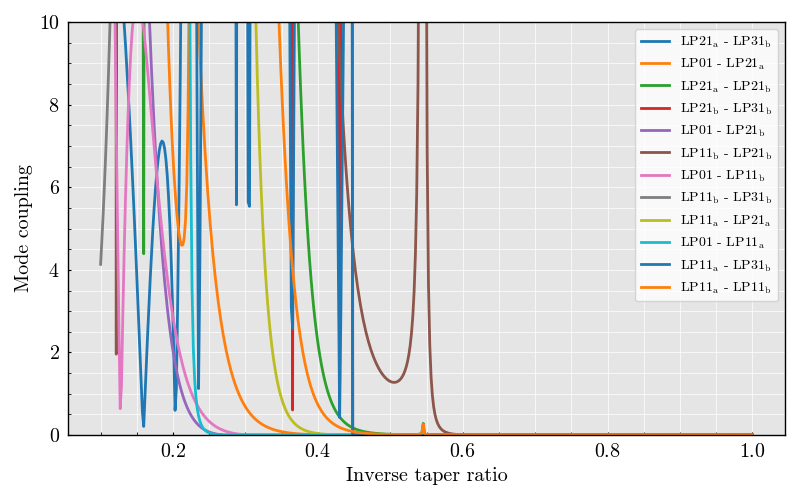 10
8
6
4
2
0
Mode coupling
0.2
0.4
0.6
0.8
1.0
Inverse taper ratio
LP21a - LP31b
LP01 - LP21a
LP21a - LP21b
LP21b - LP31b
LP01 - LP21b
LP11b - LP21b
LP01 - LP11b
LP11b - LP31b
LP11a - LP21a
LP01 - LP11a
LP11a - LP31b
LP11a - LP11b